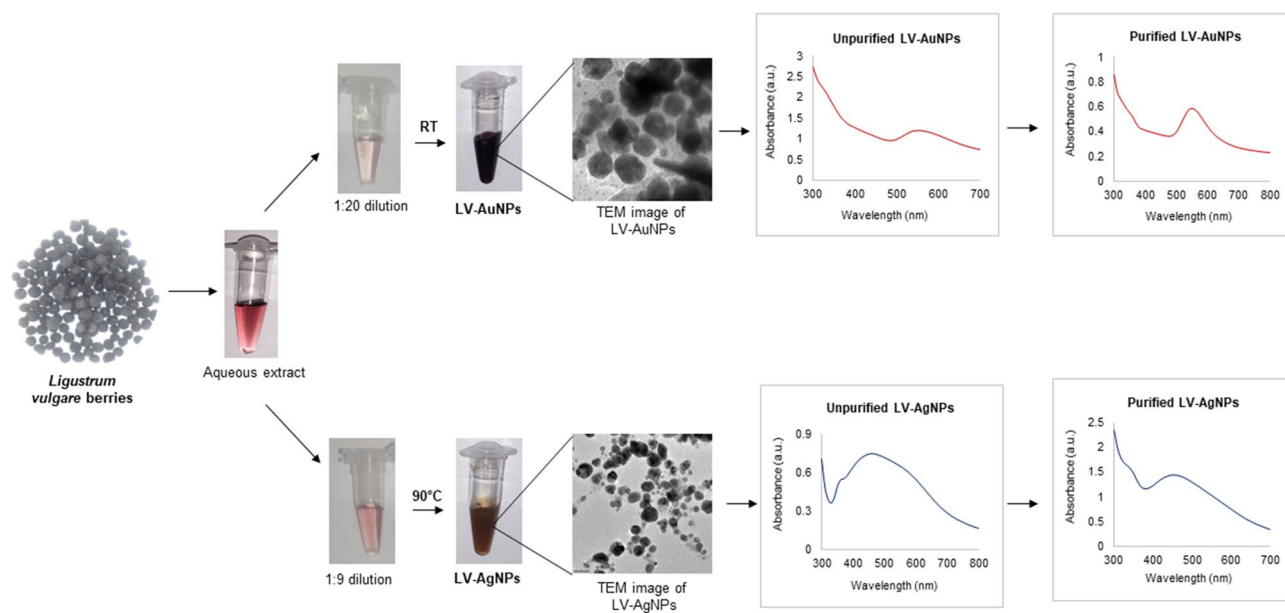 Ligustrum
vulgare berries
Aqueous extract
1:20 dilution
RT
LV-AuNPs
TEM image of
LV-AuNPs
Unpurified LV-AuNPs
Absorbance (a.u.)
3
2.5
2
1.5
1
0.5
0
300 400 500 600 700
Wavelength (nm)
Purified LV-AuNPs
Absorbance (a.u.)
1
0.8
0.6
0.4
0.2
0
300 400 500 600 700 800
Wavelength (nm)
1:9 dilution
90°C
LV-AgNPs
TEM image of
LV-AgNPs
Unpurified LV-AgNPs
Absorbance (a.u.)
0.9
0.6
0.3
0
300 400 500 600 700 800
Wavelength (nm)
Purified LV-AgNPs
Absorbance (a.u.)
2.5
2
1.5
1
0.5
0
300 400 500 600 700
Wavelength (nm)